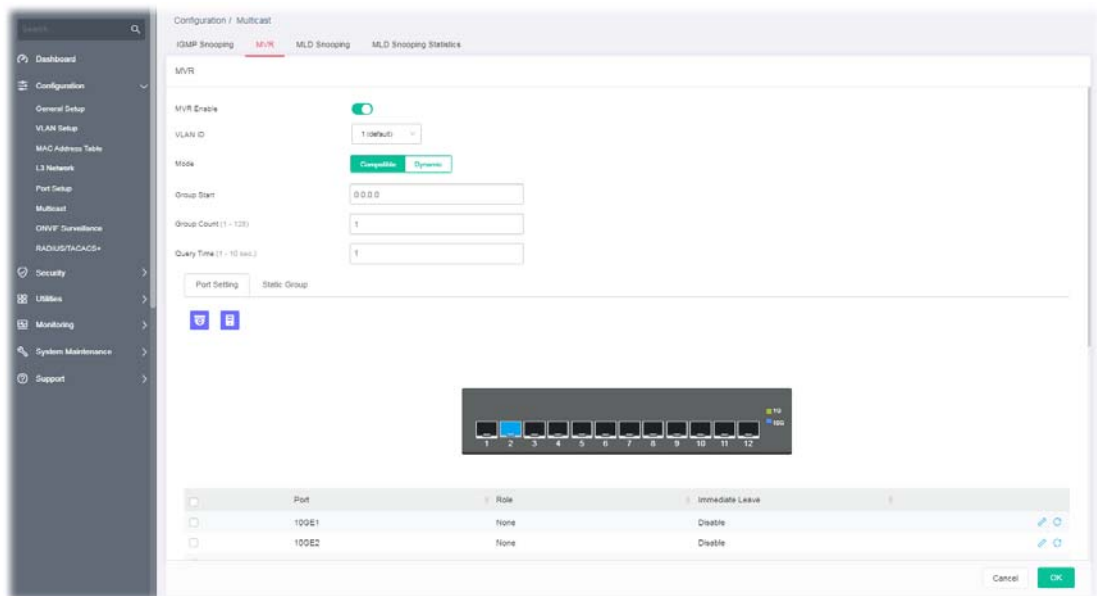 Configuration / Multicast
Search
IGMP Snooping MVR MLD Snooping MLD Snooping Statistics
Dashboard
MVR
Configuration
General Setup
MVR Enable
VLAN Setup
VLAN ID 1 (default)
MAC Address Table
L3 Network
Mode Compatible Dynamic
Port Setup
Group Start 0.0.0.0
Multicast
ONVIF Surveillance
Group Count (1 - 128) 1
RADIUS/TACACS+
Query Time (1 - 10 sec.) 1
Security
Port Setting Static Group
Utilities
Monitoring
System Maintenance
Support
1G
10G
1 2 3 4 5 6 7 8 9 10 11 12
Port Role Immediate Leave
10GE1 None Disable
10GE2 None Disable
Cancel OK